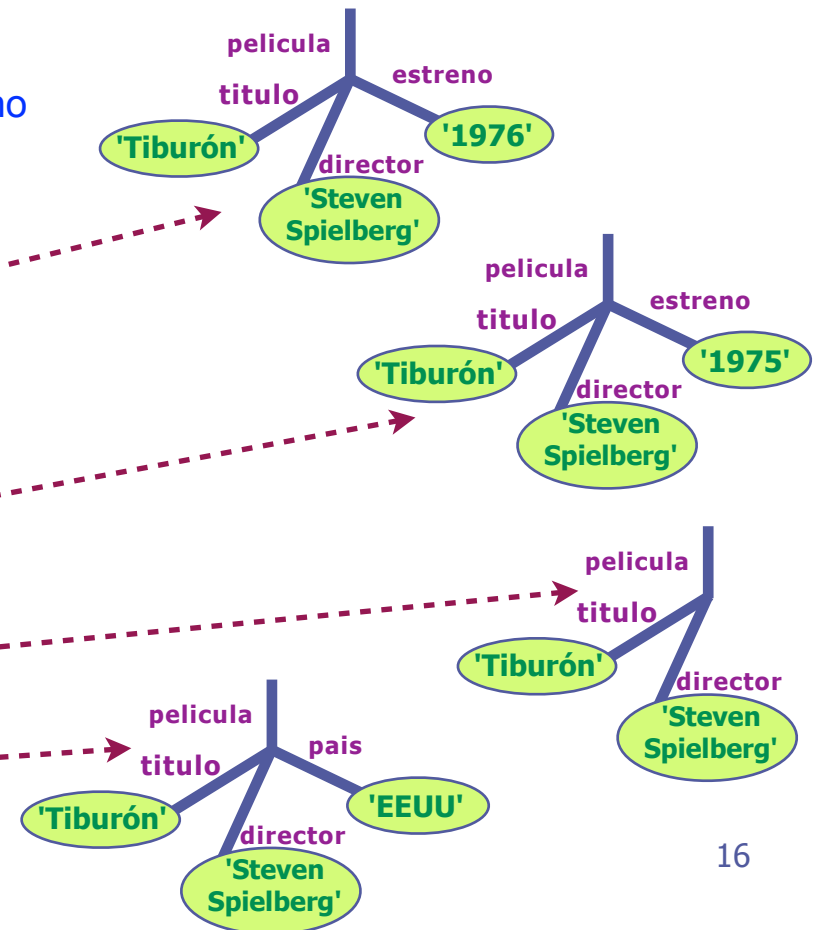 pelicula
estreno
titulo
'Tiburón'
'1976'
director
'Steven
Spielberg'
pelicula
estreno
titulo
'1975'
'Tiburón'
director
'Steven
Spielberg'
pelicula
titulo
'Tiburón'
director
'Steven
Spielberg'
pelicula
pais
titulo
'EEUU'
'Tiburón'
director
'Steven
Spielberg'
16